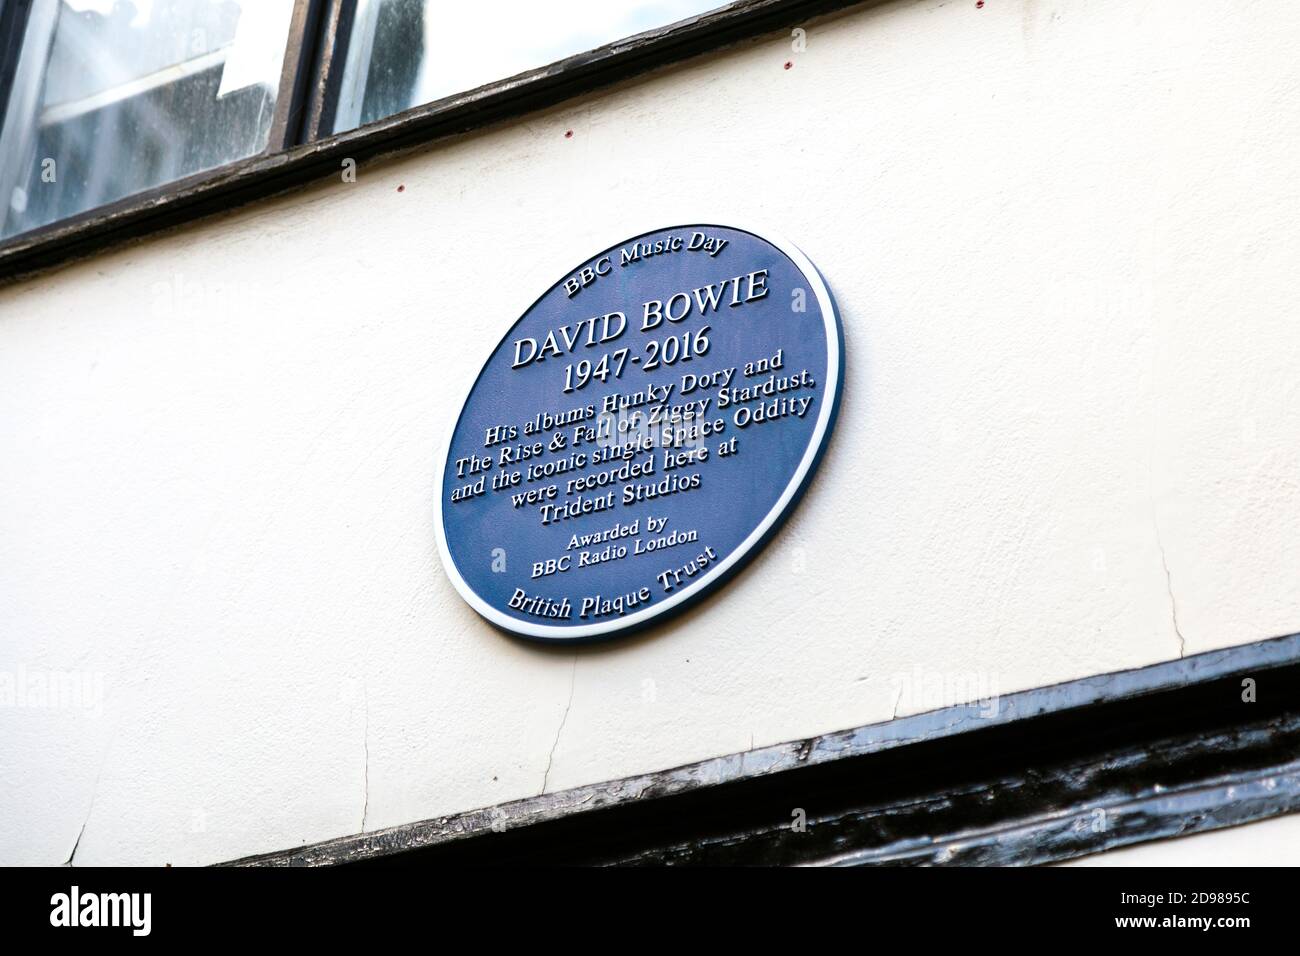 BBC Music Day
DAVID BOWIE
1947-2016
His albums Hunky Dory and
The Rise & Fall of Ziggy Stardust,
and the iconic single Space Oddity
were recorded here at
Trident Studios
Awarded by
BBC Radio London
British Plaque Trust
alamy
a
alamy
Image ID: 2D9895C
www.alamy.com